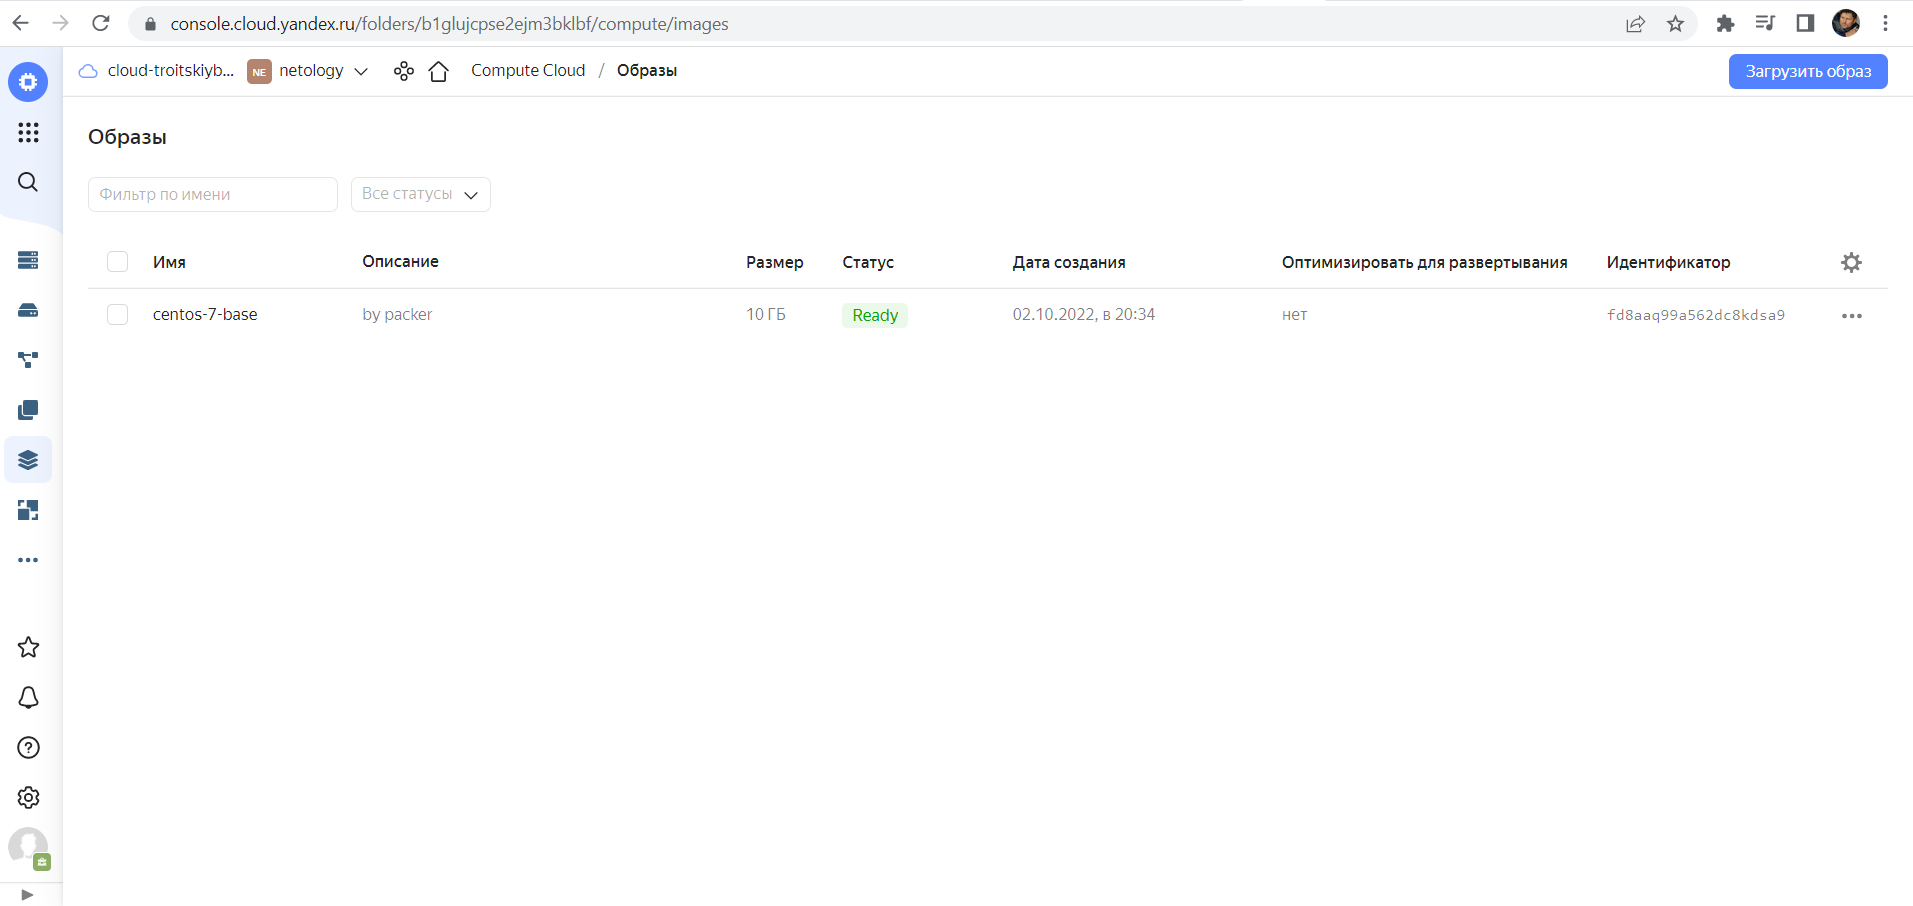 console.cloud.yandex.ru/folders/b1glujcpse2ejm3bklbf/compute/images
cloud-troitskiyb... NE netology Compute Cloud / Образы Загрузить образ
Образы
Фильтр по имени Все статусы
Имя Описание Размер Статус Дата создания Оптимизировать для развертывания Идентификатор
centos-7-base by packer 10 ГБ Ready 02.10.2022, в 20:34 нет fd8aaq99a562dc8kdsa9